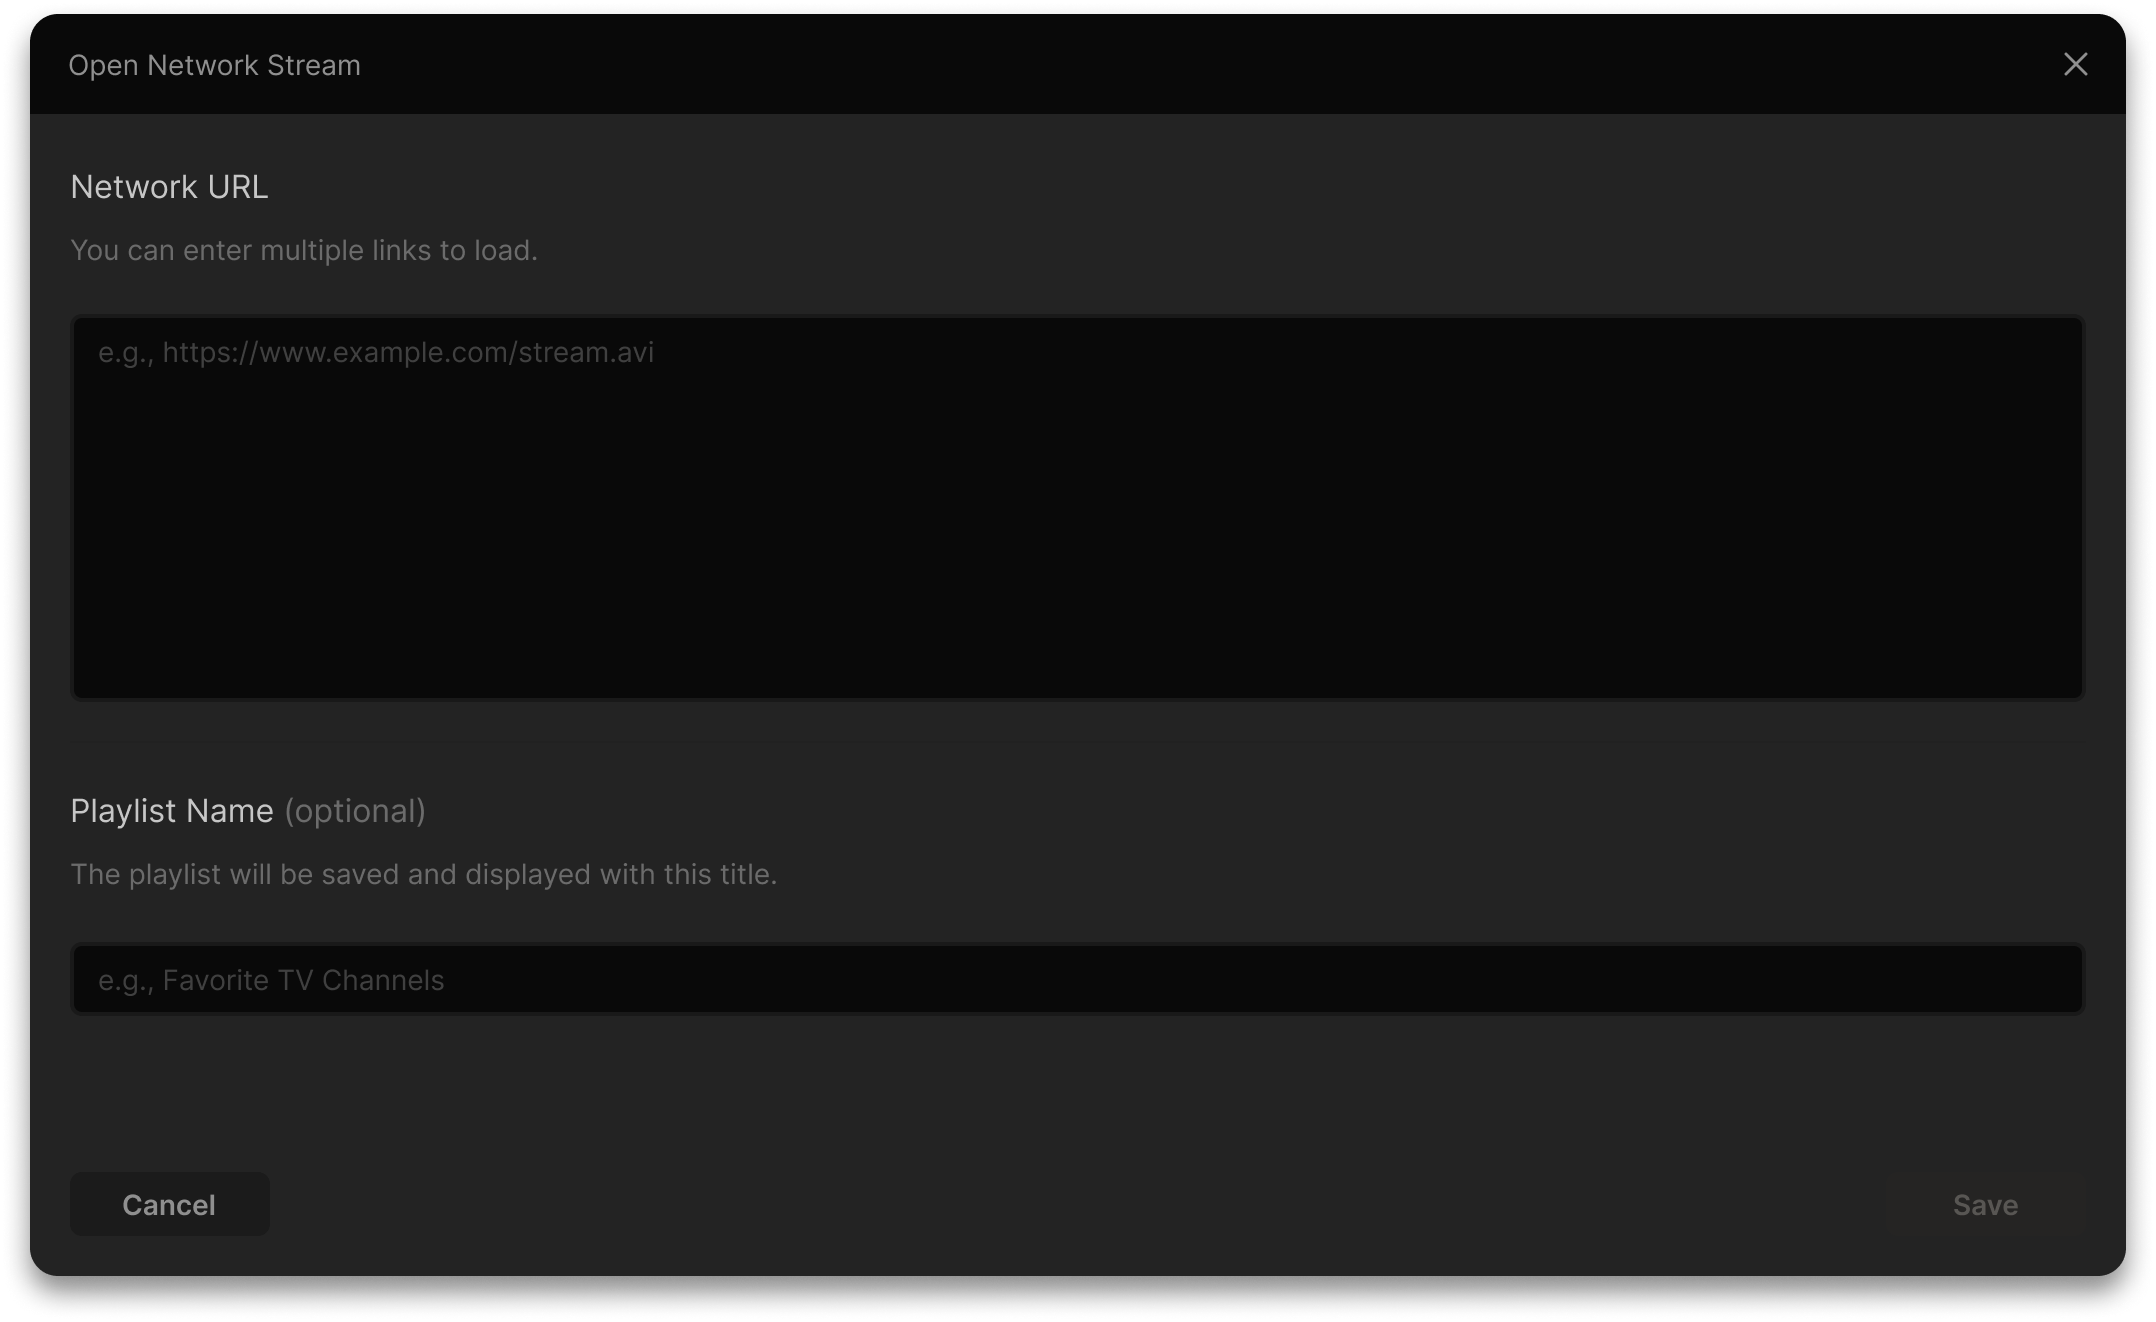 Open Network Stream
Network URL
You can enter multiple links to load.
e.g., https://www.example.com/stream.avi
Playlist Name (optional)
The playlist will be saved and displayed with this title.
e.g., Favorite TV Channels
Cancel
Save